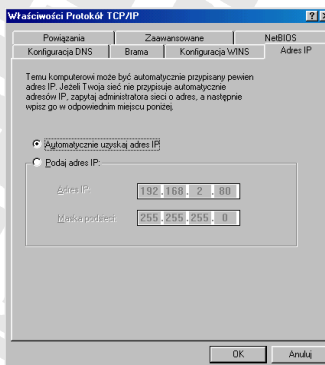 Właściwości Protokół TCP/IP
Powiązania Zaawansowane NetBIOS
Konfiguracja DNS Brama Konfiguracja WINS Adres IP
Temu komputerowi może być automatycznie przypisany pewien
adres IP. Jeżeli Twoja sieć nie przypisuje automatycznie
adresów IP, zapytaj administratora sieci o adres, a następnie
wpisz go w odpowiednim miejscu poniżej.
Automatycznie uzyskaj adres IP
Podaj adres IP:
Adres IP: 192.168.2.80
Maska podsieci: 255.255.255.0
OK Anuluj